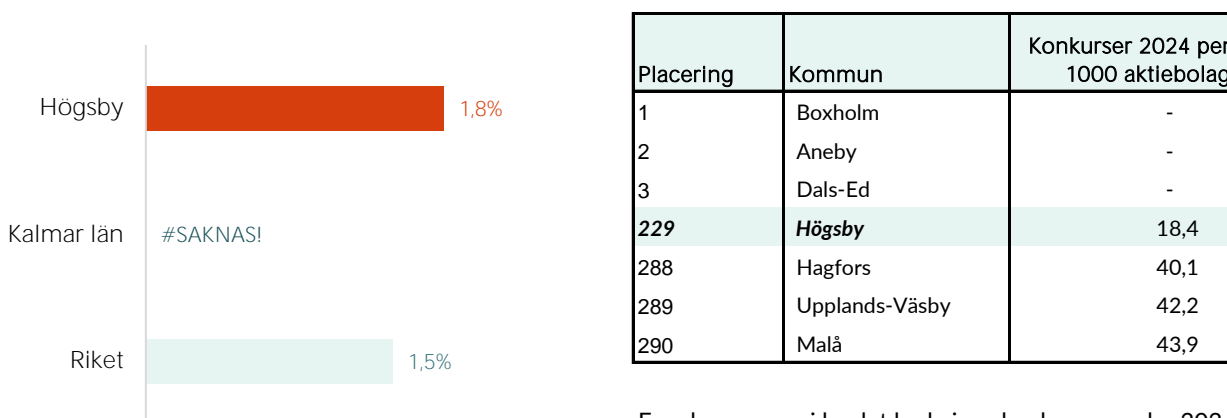 Högsby 1,8%
Kalmar län #SAKNAS!
Riket 1,5%
Placering Kommun Konkurser 2024 per 1000 aktiebolag
1 Boxholm -
2 Aneby -
3 Dals-Ed -
229 Högsby 18,4
288 Hagfors 40,1
289 Upplands-Väsby 42,2
290 Malå 43,9